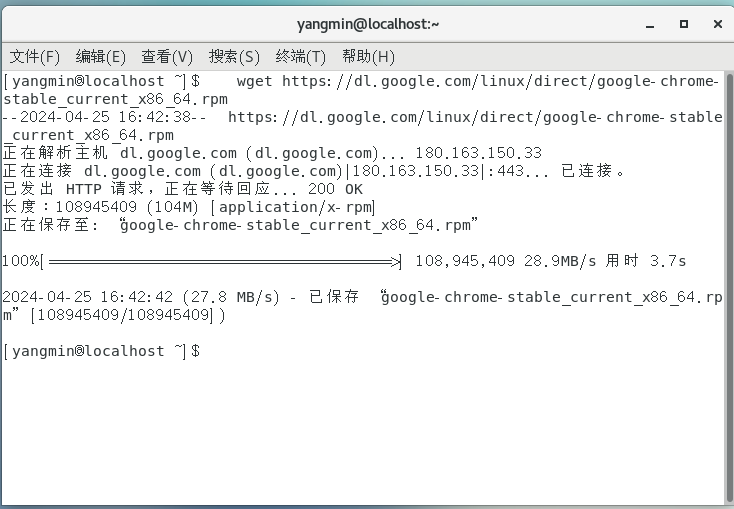 yangmin@localhost:~
文件(F) 编辑(E) 查看(V) 搜索(S) 终端(T) 帮助(H)
[yangmin@localhost ~]$    wget https://dl.google.com/linux/direct/google-chrome-
stable_current_x86_64.rpm
--2024-04-25 16:42:38--  https://dl.google.com/linux/direct/google-chrome-stable
_current_x86_64.rpm
正在解析主机 dl.google.com (dl.google.com)... 180.163.150.33
正在连接 dl.google.com (dl.google.com)|180.163.150.33|:443... 已连接。
已发出 HTTP 请求，正在等待回应... 200 OK
长度：108945409 (104M) [application/x-rpm]
正在保存至: “google-chrome-stable_current_x86_64.rpm”
100%[======================================>] 108,945,409 28.9MB/s 用时 3.7s
2024-04-25 16:42:42 (27.8 MB/s) - 已保存 “google-chrome-stable_current_x86_64.rp
m” [108945409/108945409])
[yangmin@localhost ~]$